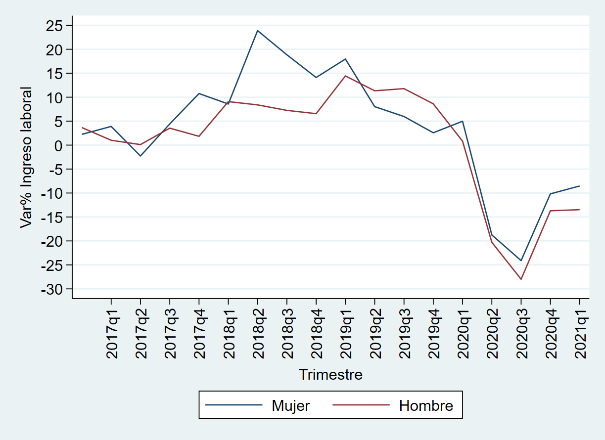 Var% Ingreso laboral
25
20
15
10
5
0
-5
-10
-15
-20
-25
-30
2017q1
2017q2
2017q3
2017q4
2018q1
2018q2
2018q3
2018q4
2019q1
2019q2
2019q3
2019q4
2020q1
2020q2
2020q3
2020q4
2021q1
Trimestre
Mujer
Hombre